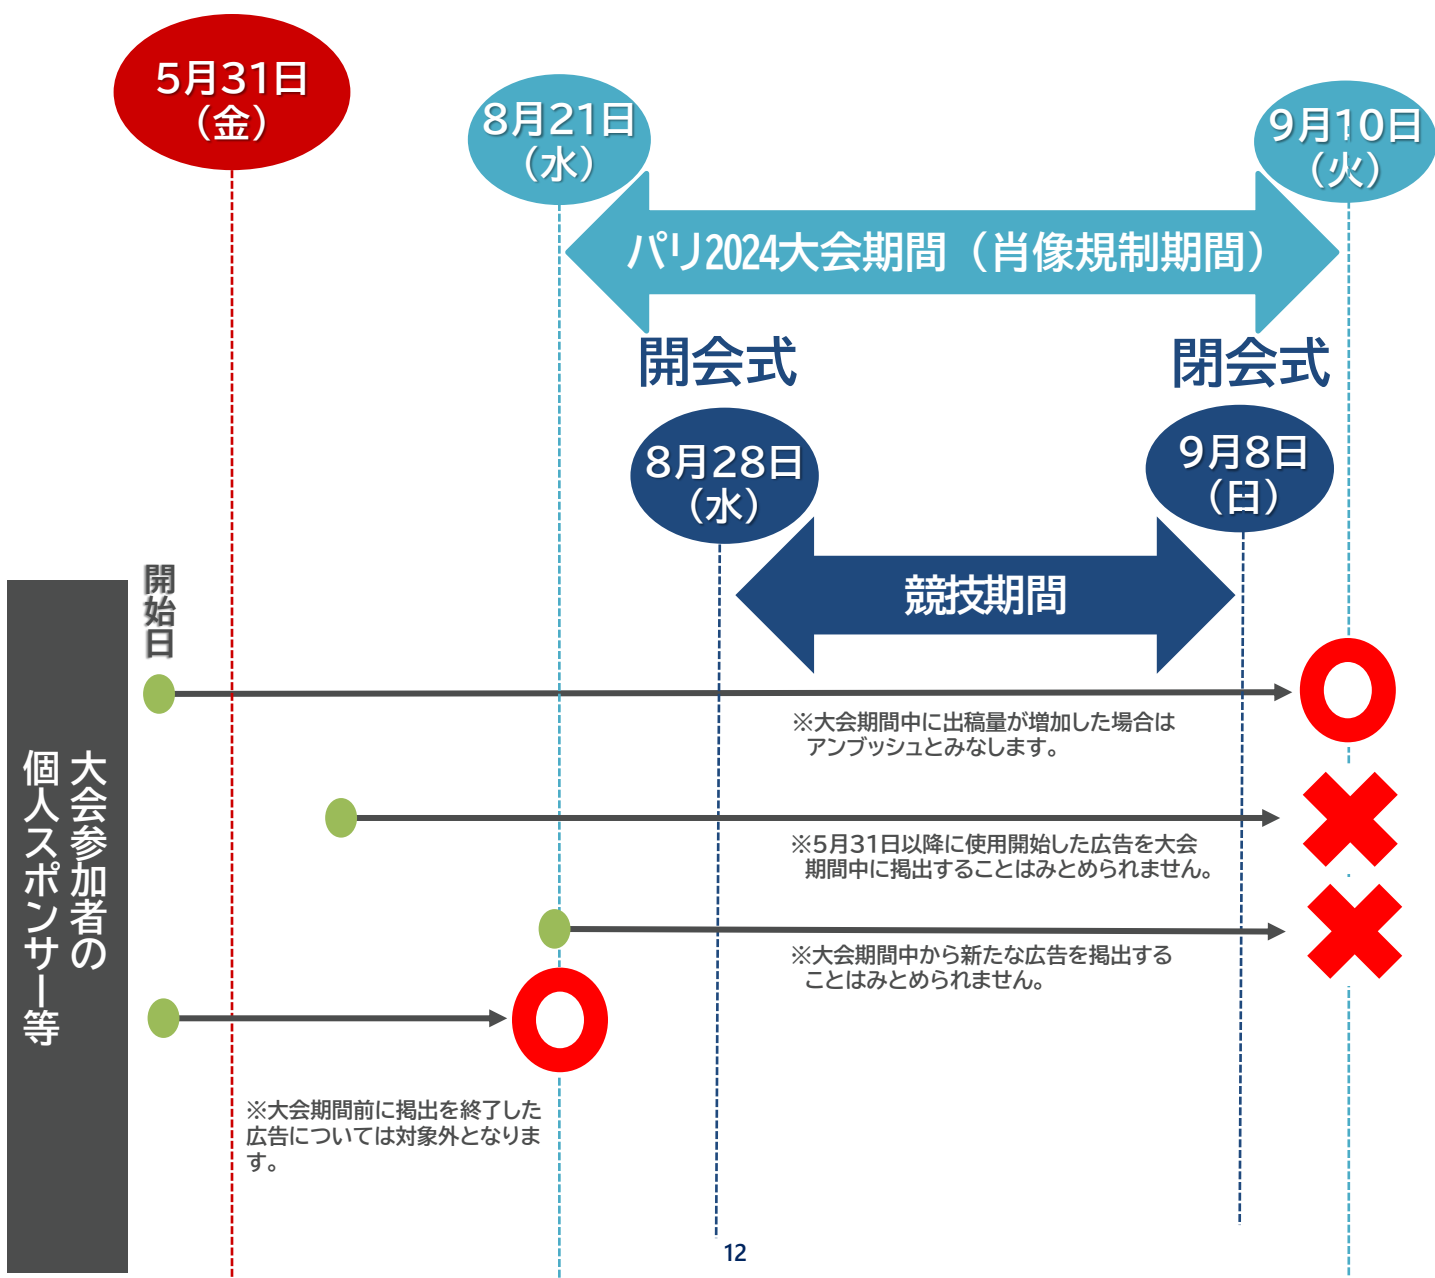 5月31日
（金）
8月21日
（水）
9月10日
（火）
パリ2024大会期間（肖像規制期間）
開会式
閉会式
8月28日
（水）
9月8日
（日）
競技期間
開始日
大会参加者の
個人スポンサー等
※大会期間中に出稿量が増加した場合は
アンブッシュとみなします。
※5月31日以降に使用開始した広告を大会
期間中に掲出することはみとめられません。
※大会期間中から新たな広告を掲出する
ことはみとめられません。
※大会期間前に掲出を終了した
広告については対象外となりま
す。
12